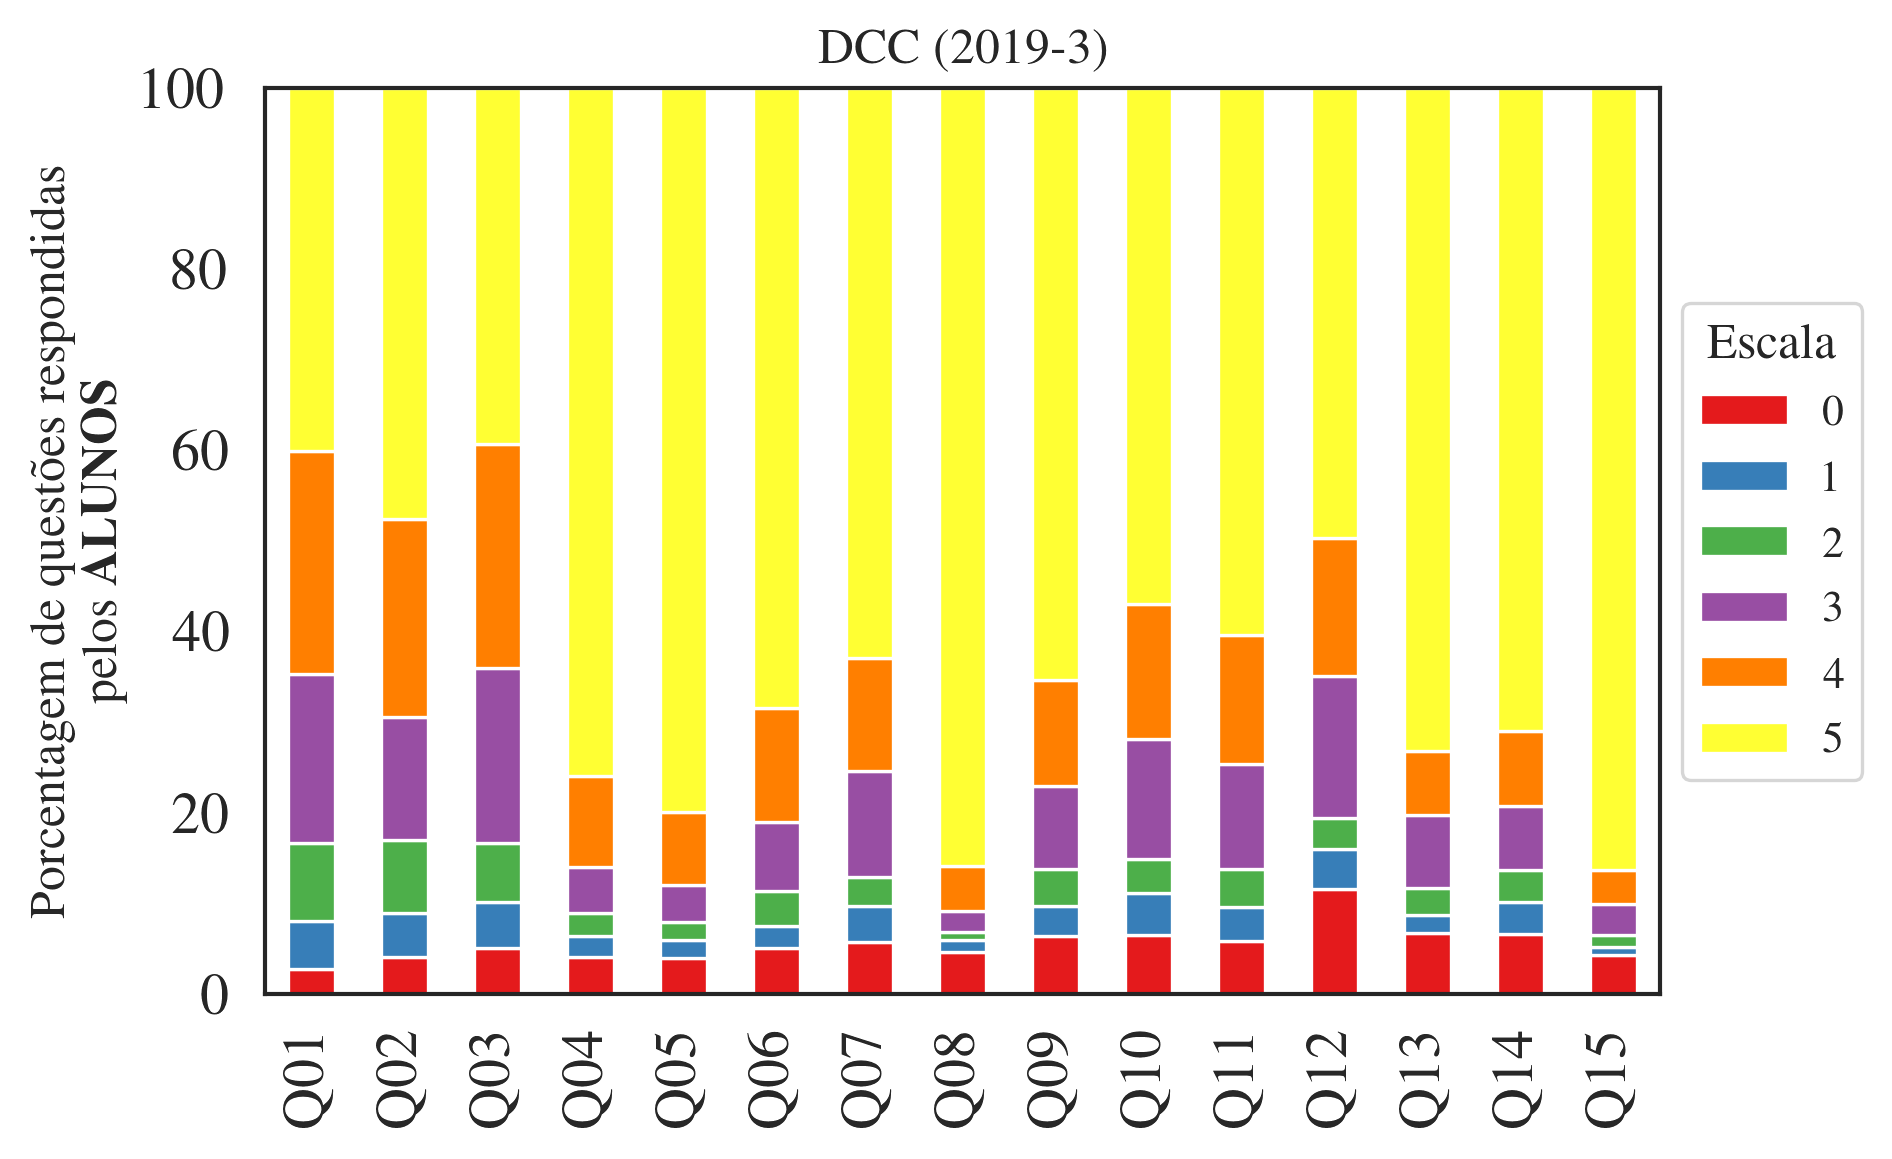 DCC (2019-3)
Porcentagem de questões respondidas
pelos ALUNOS
100
80
60
40
20
0
Q01
Q02
Q03
Q04
Q05
Q06
Q07
Q08
Q09
Q10
Q11
Q12
Q13
Q14
Q15
Escala
0
1
2
3
4
5